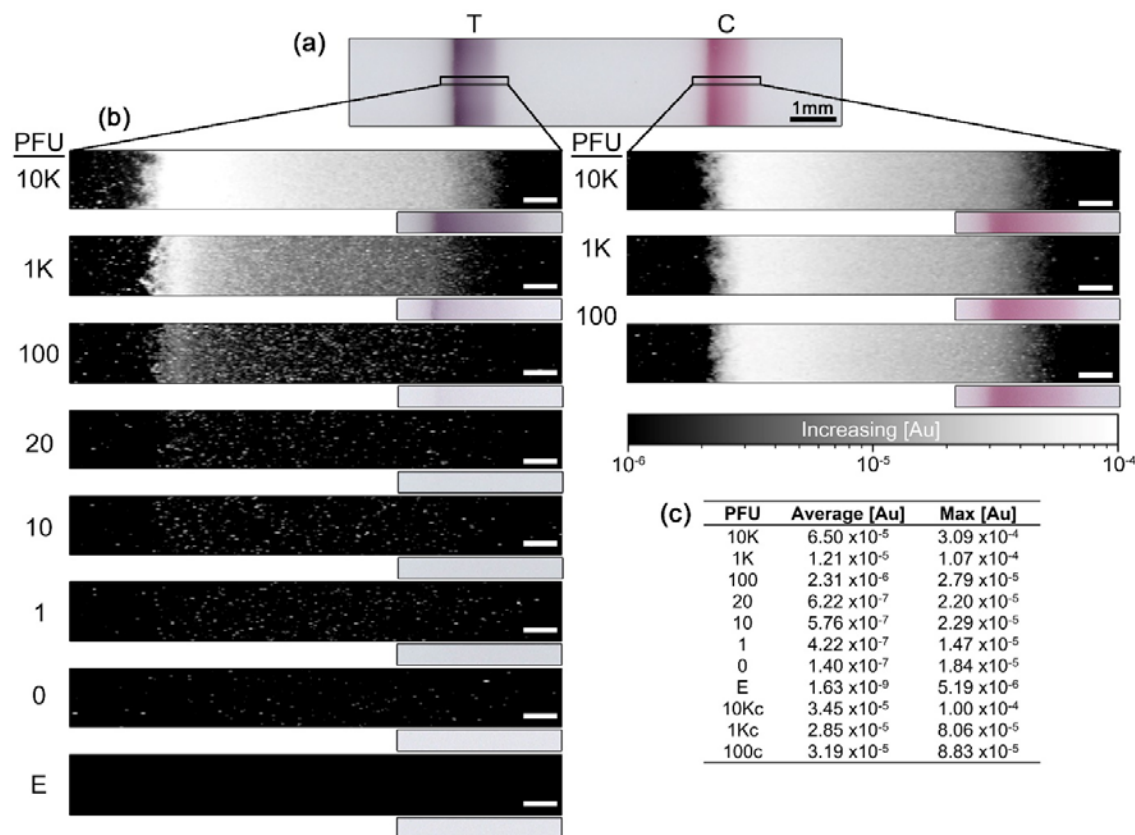 T C
(a)
1mm
(b)
PFU PFU
10K 10K
1K 1K
100 100
20
10
1
0
E
Increasing [Au]
10⁻⁶ 10⁻⁵ 10⁻⁴
(c)
PFU Average [Au] Max [Au]
10K 6.50 x10⁻⁵ 3.09 x10⁻⁴
1K 1.21 x10⁻⁵ 1.07 x10⁻⁴
100 2.31 x10⁻⁶ 2.79 x10⁻⁵
20 6.22 x10⁻⁷ 2.20 x10⁻⁵
10 5.76 x10⁻⁷ 2.29 x10⁻⁵
1 4.22 x10⁻⁷ 1.47 x10⁻⁵
0 1.40 x10⁻⁷ 1.84 x10⁻⁵
E 1.63 x10⁻⁹ 5.19 x10⁻⁶
10Kc 3.45 x10⁻⁵ 1.00 x10⁻⁴
1Kc 2.85 x10⁻⁵ 8.06 x10⁻⁵
100c 3.19 x10⁻⁵ 8.83 x10⁻⁵